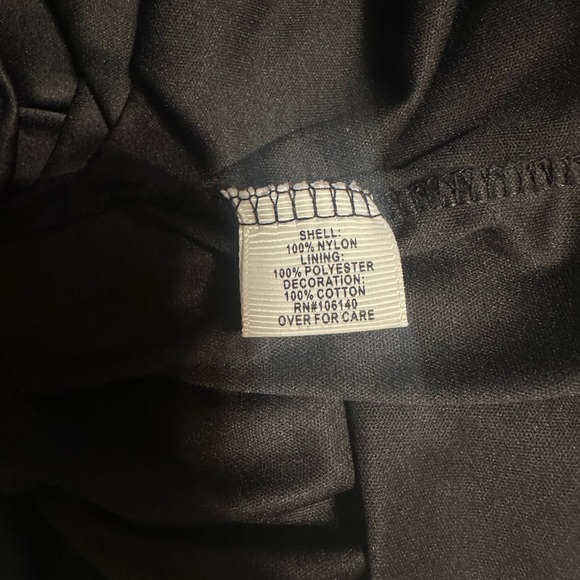 SHELL:
100% NYLON
LINING:
100% POLYESTER
DECORATION:
100% COTTON
RN#106140
OVER FOR CARE